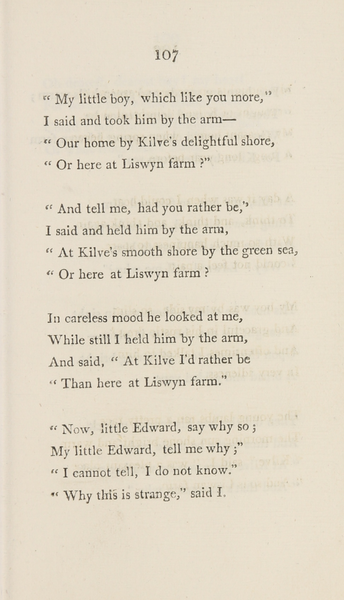 107
“ My little boy, which like you more,”
I said and took him by the arm—
“ Our home by Kilve's delightful shore,
“ Or here at Liswyn farm ?”
“ And tell me, had you rather be,”
I said and held him by the arm,
“ At Kilve's smooth shore by the green sea,
“ Or here at Liswyn farm ?
In careless mood he looked at me,
While still I held him by the arm,
And said, “ At Kilve I'd rather be
“ Than here at Liswyn farm.”
“ Now, little Edward, say why so ;
My little Edward, tell me why ;”
“ I cannot tell, I do not know.”
“ Why this is strange,” said I.